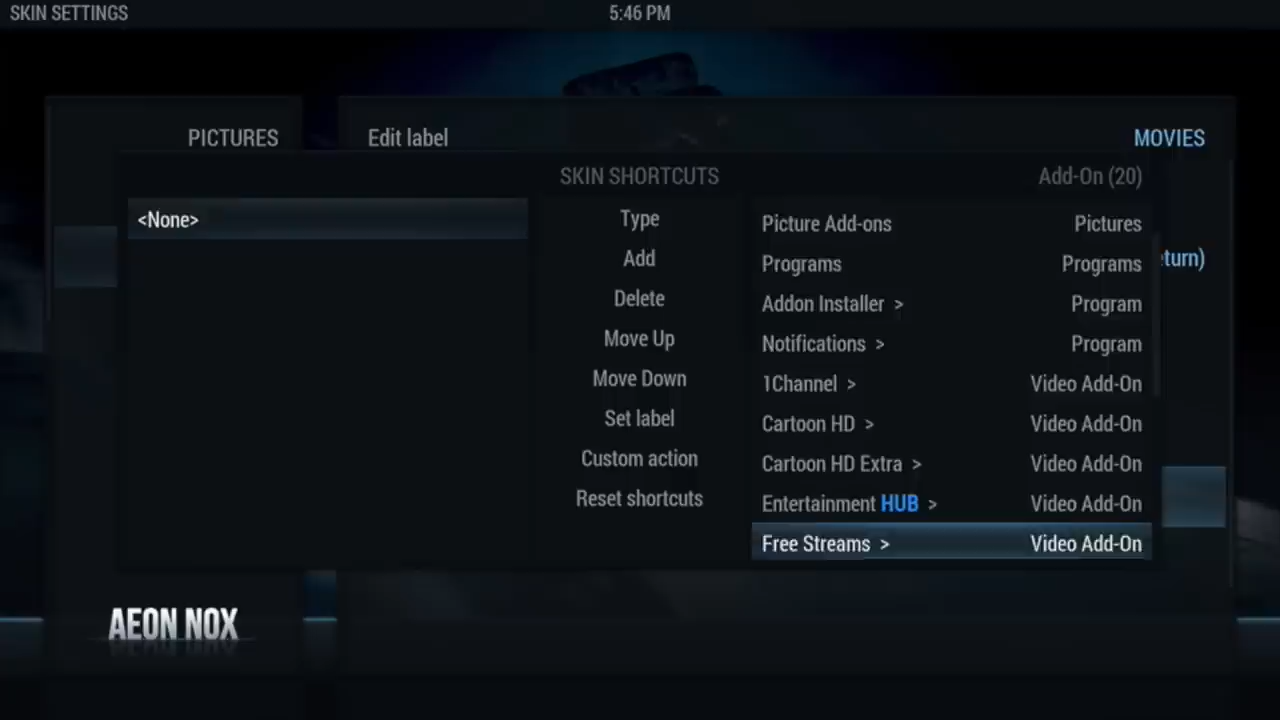 SKIN SETTINGS
5:46 PM
PICTURES
Edit label
MOVIES
SKIN SHORTCUTS
Add-On (20)
<None>
Type
Add
Delete
Move Up
Move Down
Set label
Custom action
Reset shortcuts
Picture Add-ons Pictures
Programs Programs
Addon Installer > Program
Notifications > Program
1Channel > Video Add-On
Cartoon HD > Video Add-On
Cartoon HD Extra > Video Add-On
Entertainment HUB > Video Add-On
Free Streams > Video Add-On
turn)
AEON NOX